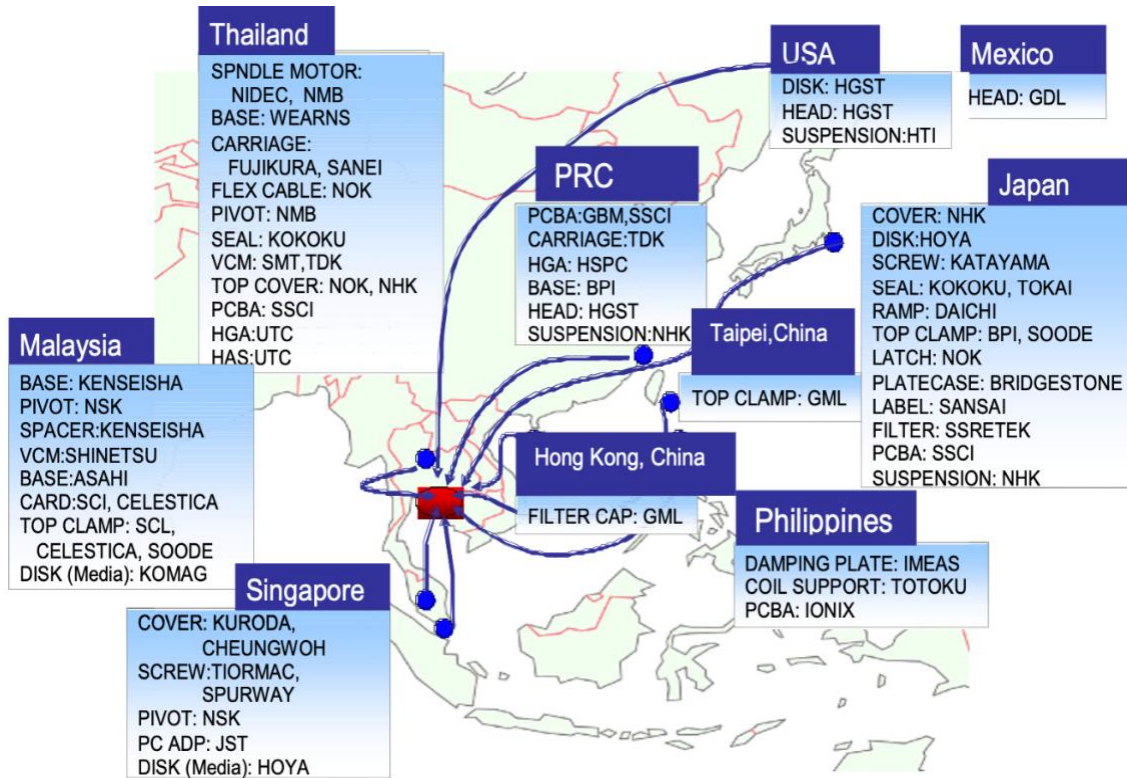 Thailand
SPNDLE MOTOR:
NIDEC, NMB
BASE: WEARNS
CARRIAGE:
FUJIKURA, SANEI
FLEX CABLE: NOK
PIVOT: NMB
SEAL: KOKOKU
VCM: SMT,TDK
TOP COVER: NOK, NHK
PCBA: SSCI
HGA:UTC
HAS:UTC
USA
DISK: HGST
HEAD: HGST
SUSPENSION:HTI
Mexico
HEAD: GDL
PRC
PCBA:GBM,SSCI
CARRIAGE:TDK
HGA: HSPC
BASE: BPI
HEAD: HGST
SUSPENSION:NHK
Japan
COVER: NHK
DISK:HOYA
SCREW: KATAYAMA
SEAL: KOKOKU, TOKAI
RAMP: DAICHI
TOP CLAMP: BPI, SOODE
LATCH: NOK
PLATECASE: BRIDGESTONE
LABEL: SANSAI
FILTER: SSRETEK
PCBA: SSCI
SUSPENSION: NHK
Taipei,China
TOP CLAMP: GML
Malaysia
BASE: KENSEISHA
PIVOT: NSK
SPACER:KENSEISHA
VCM:SHINETSU
BASE:ASAHI
CARD:SCI, CELESTICA
TOP CLAMP: SCL,
CELESTICA, SOODE
DISK (Media): KOMAG
Hong Kong, China
FILTER CAP: GML
Philippines
DAMPING PLATE: IMEAS
COIL SUPPORT: TOTOKU
PCBA: IONIX
Singapore
COVER: KURODA,
CHEUNGWOH
SCREW:TIORMAC,
SPURWAY
PIVOT: NSK
PC ADP: JST
DISK (Media): HOYA